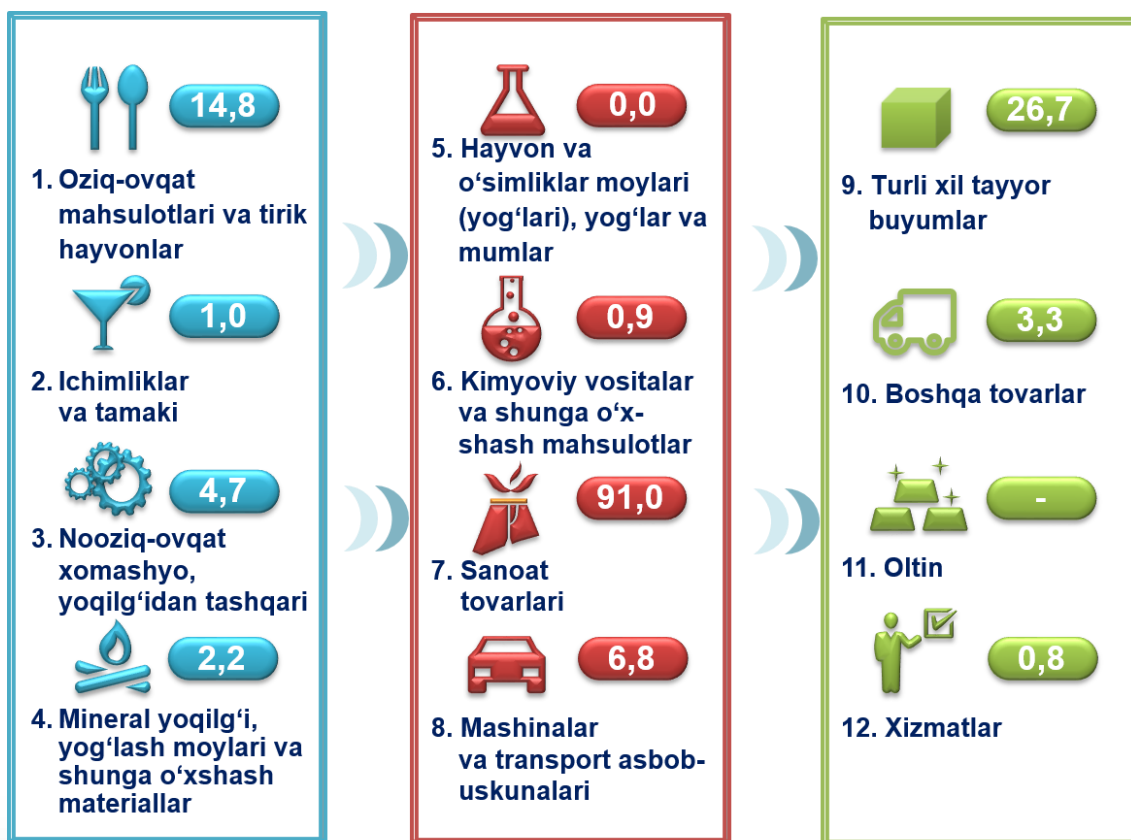 14,8
1. Oziq-ovqat
mahsulotlari va tirik
hayvonlar
1,0
2. Ichimliklar
va tamaki
4,7
3. Nooziq-ovqat
xomashyo,
yoqilg‘idan tashqari
2,2
4. Mineral yoqilg‘i,
yog‘lash moylari va
shunga o‘xshash
materiallar
0,0
5. Hayvon va
o‘simliklar moylari
(yog‘lari), yog‘lar va
mumlar
0,9
6. Kimyoviy vositalar
va shunga o‘x-
shash mahsulotlar
91,0
7. Sanoat
tovarlari
6,8
8. Mashinalar
va transport asbob-
uskunalari
26,7
9. Turli xil tayyor
buyumlar
3,3
10. Boshqa tovarlar
-
11. Oltin
0,8
12. Xizmatlar